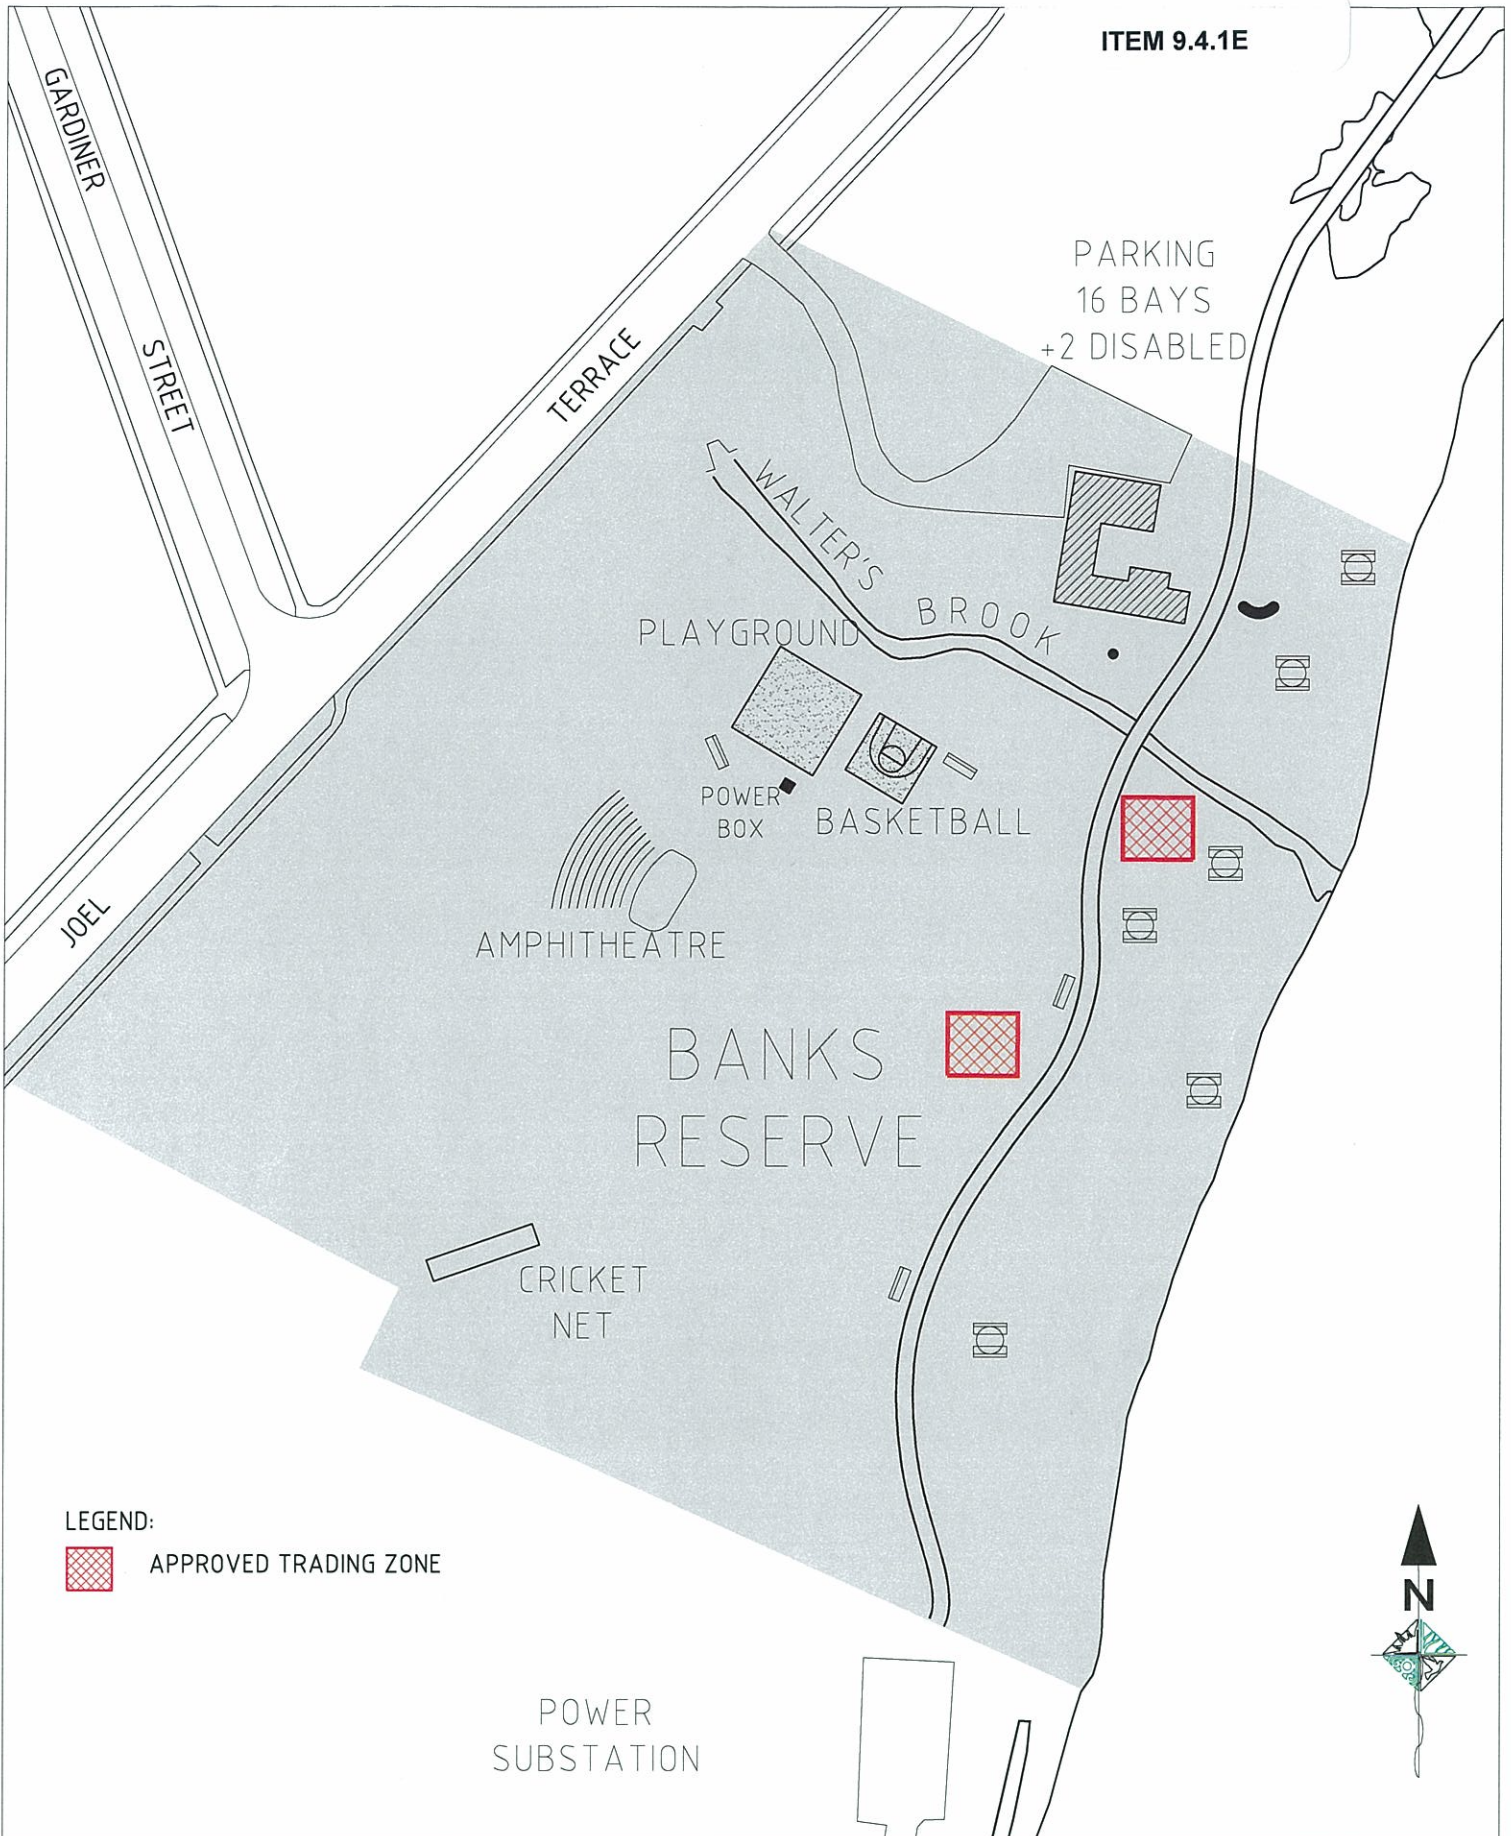 ITEM 9.4.1E
GARDINER
STREET
PARKING
16 BAYS
+2 DISABLED
TERRACE
JOEL
WALTER'S
BROOK
PLAYGROUND
POWER
BOX
BASKETBALL
AMPHITHEATRE
BANKS
RESERVE
CRICKET
NET
LEGEND:
APPROVED TRADING ZONE
N
POWER
SUBSTATION